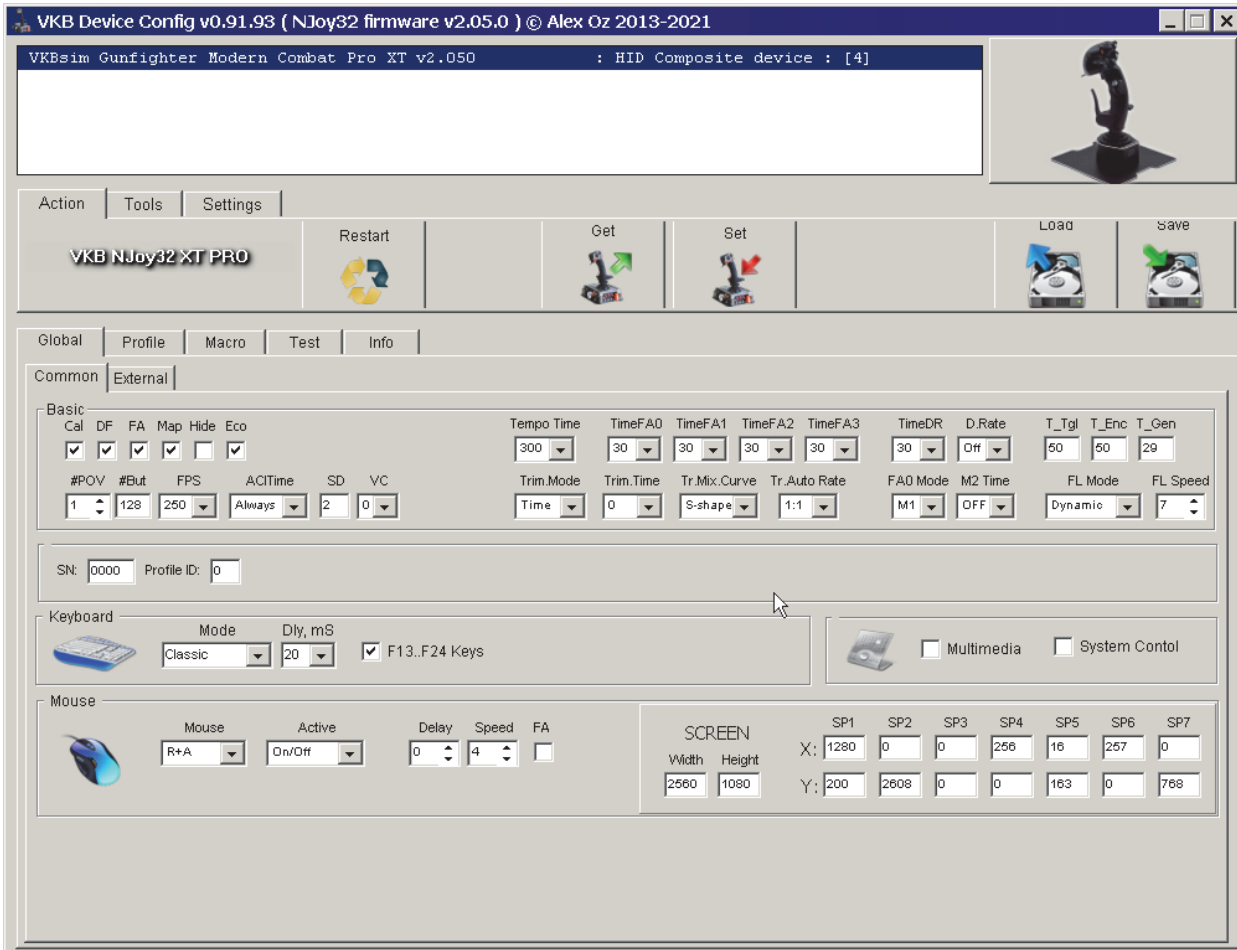 VKB Device Config v0.91.93 ( NJoy32 firmware v2.05.0 ) © Alex Oz 2013-2021
VKBsim Gunfighter Modern Combat Pro XT v2.050 : HID Composite device : [4]
Action Tools Settings
VKB NJoy32 XT PRO Restart Get Set Load Save
Global Profile Macro Test Info
Common External
Basic
Cal DF FA Map Hide Eco Tempo Time TimeFA0 TimeFA1 TimeFA2 TimeFA3 TimeDR D.Rate T_Tgl T_Enc T_Gen
300 30 30 30 30 30 Off 50 50 29
#POV #But FPS ACITime SD VC Trim.Mode Trim.Time Tr.Mix.Curve Tr.Auto Rate FA0 Mode M2 Time FL Mode FL Speed
1 128 250 Always 2 0 Time 0 S-shape 1:1 M1 OFF Dynamic 7
SN: 0000 Profile ID: 0
Keyboard
Mode Dly, mS
Classic 20 F13..F24 Keys Multimedia System Contol
Mouse
Mouse Active Delay Speed FA SCREEN SP1 SP2 SP3 SP4 SP5 SP6 SP7
R+A On/Off 0 4 X: 1280 0 0 256 16 257 0
Width Height
2560 1080 Y: 200 2608 0 0 163 0 768